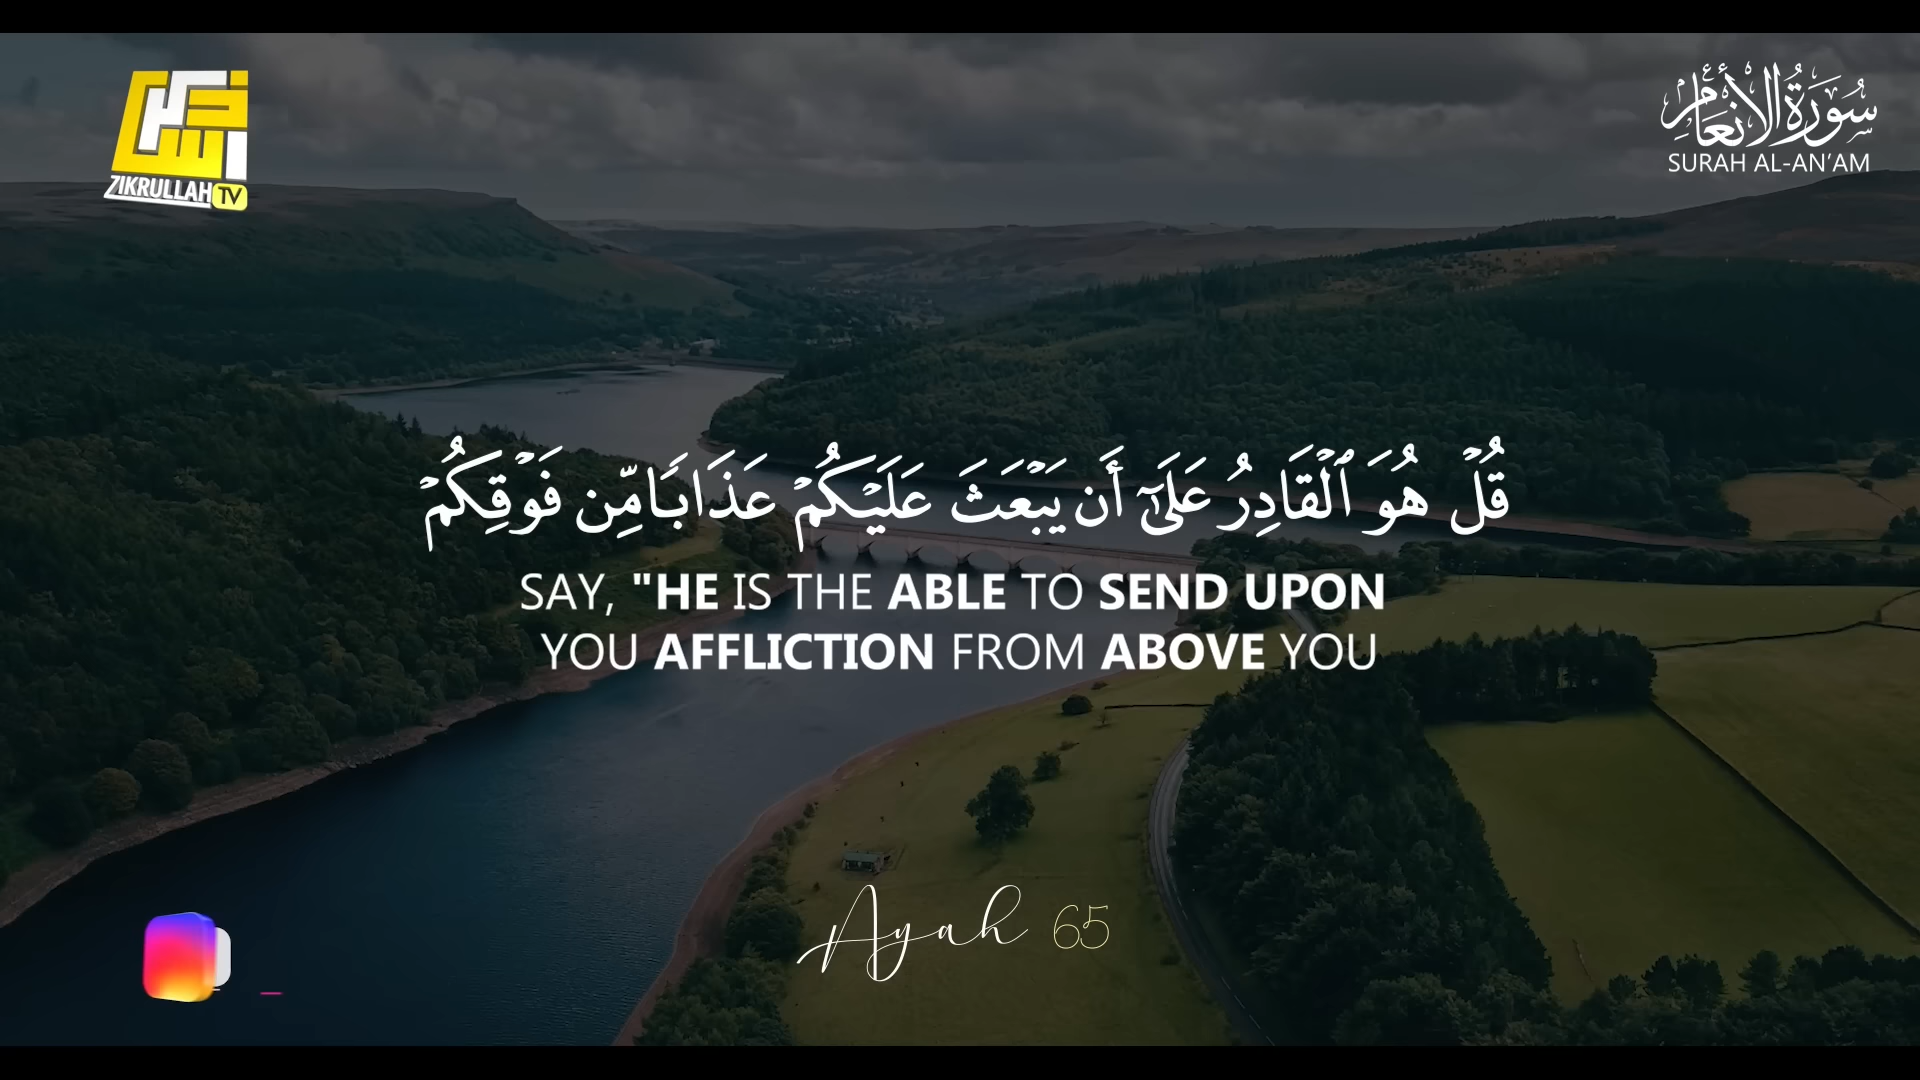 سُورَةُ الأَنْعَامِ
SURAH AL-AN'AM
ZIKRULLAH TV
قُلْ هُوَ ٱلْقَادِرُ عَلَىٰٓ أَن يَبْعَثَ عَلَيْكُمْ عَذَابًا مِّن فَوْقِكُمْ
SAY, "HE IS THE ABLE TO SEND UPON
YOU AFFLICTION FROM ABOVE YOU
Ayah 65